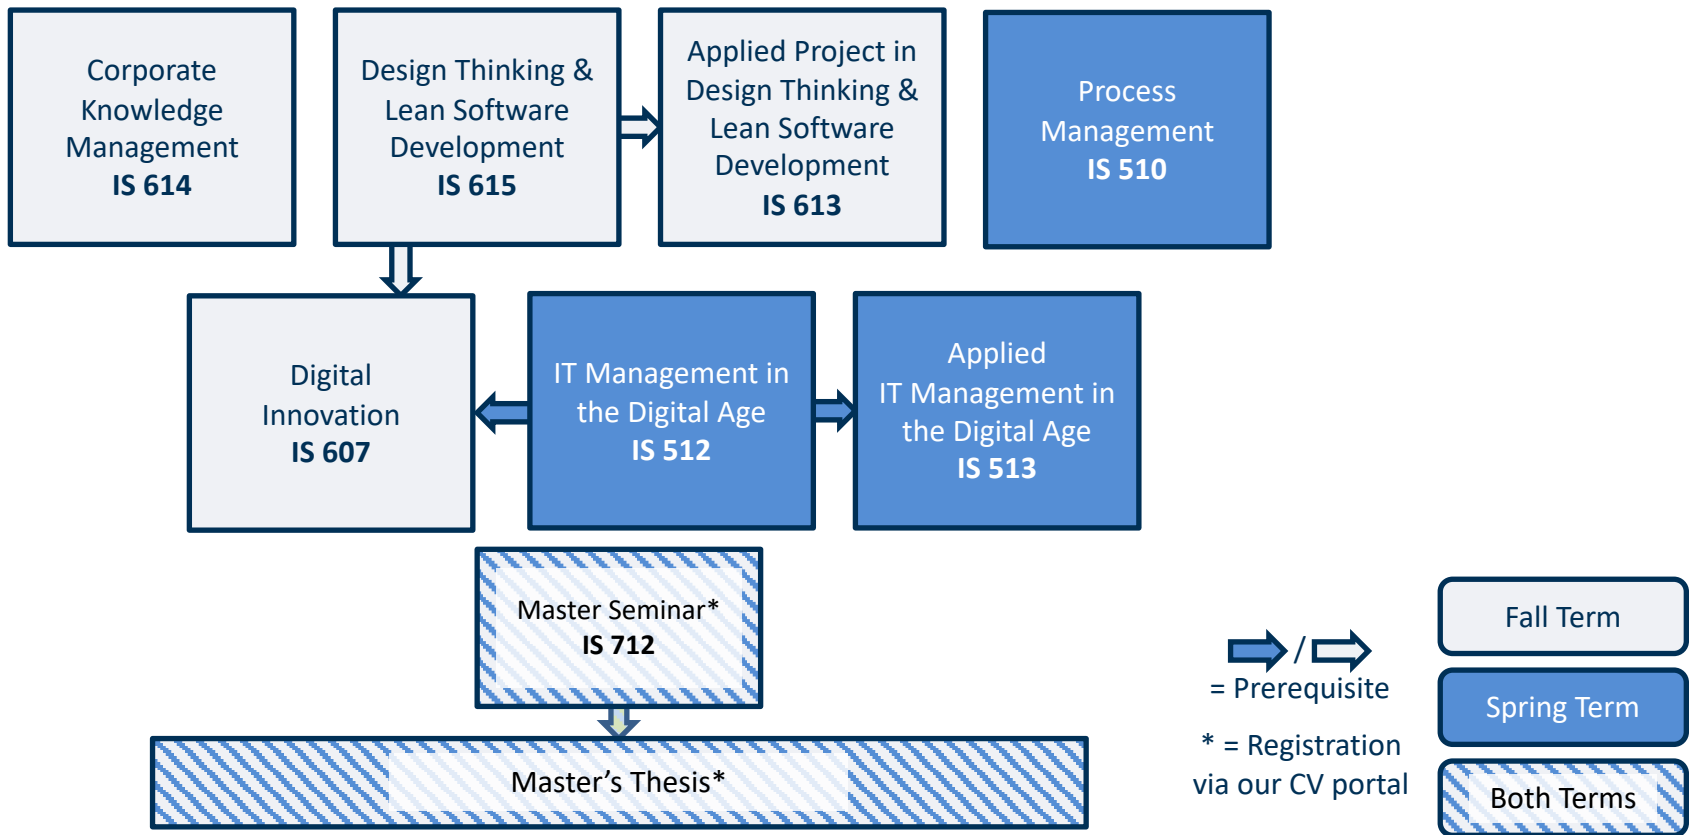 Corporate
Knowledge
Management
IS 614
Design Thinking &
Lean Software
Development
IS 615
Applied Project in
Design Thinking &
Lean Software
Development
IS 613
Process
Management
IS 510
Digital
Innovation
IS 607
IT Management in
the Digital Age
IS 512
Applied
IT Management in
the Digital Age
IS 513
Master Seminar*
IS 712
Master’s Thesis*
/
= Prerequisite
* = Registration
via our CV portal
Fall Term
Spring Term
Both Terms